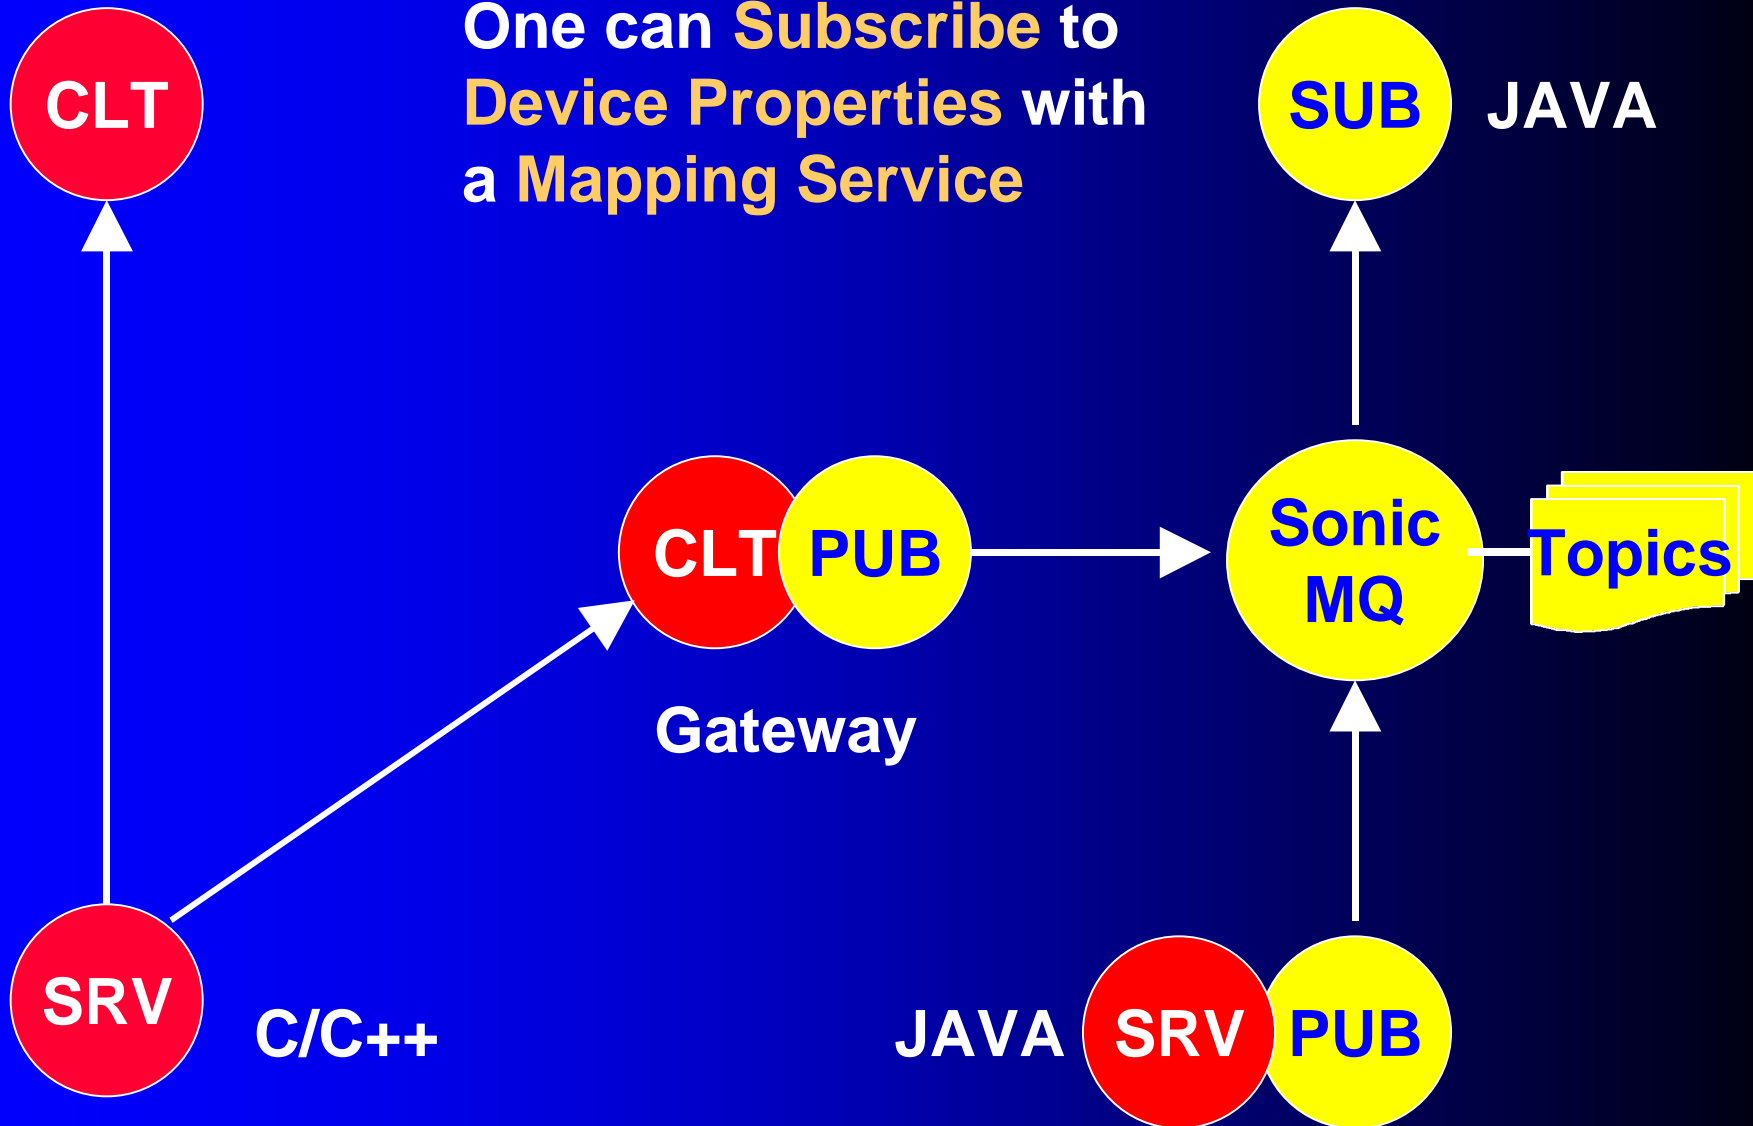 One can Subscribe to
Device Properties with
a Mapping Service
CLT
SUB
JAVA
CLT
PUB
Sonic
MQ
Topics
Gateway
SRV
C/C++
JAVA
SRV
PUB